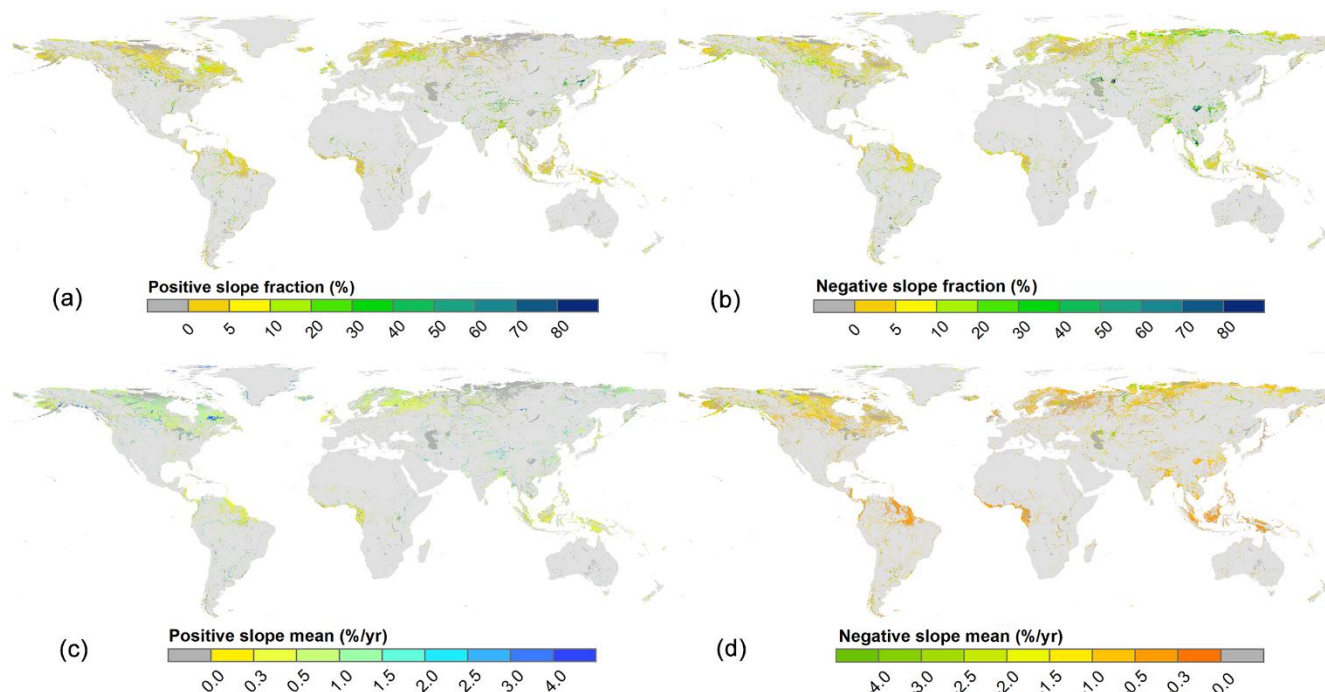 (a)
Positive slope fraction (%)
0 5 10 20 30 40 50 60 70 80
(b)
Negative slope fraction (%)
0 5 10 20 30 40 50 60 70 80
(c)
Positive slope mean (%/yr)
0.0 0.3 0.5 1.0 1.5 2.0 2.5 3.0 4.0
(d)
Negative slope mean (%/yr)
-4.0 -3.0 -2.5 -2.0 -1.5 -1.0 -0.5 -0.3 0.0